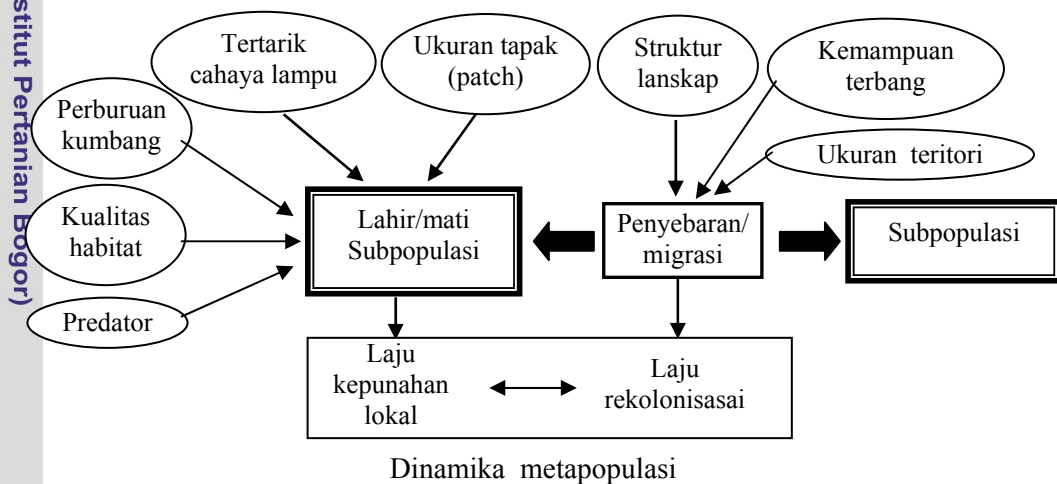 stitut Pertanian Bogor)
Tertarik
cahaya lampu
Ukuran tapak
(patch)
Struktur
lanskap
Kemampuan
terbang
Perburuan
kumbang
Ukuran teritori
Kualitas
habitat
Lahir/mati
Subpopulasi
Penyebaran/
migrasi
Subpopulasi
Predator
Laju
kepunahan
lokal
Laju
rekolonisasai
Dinamika metapopulasi